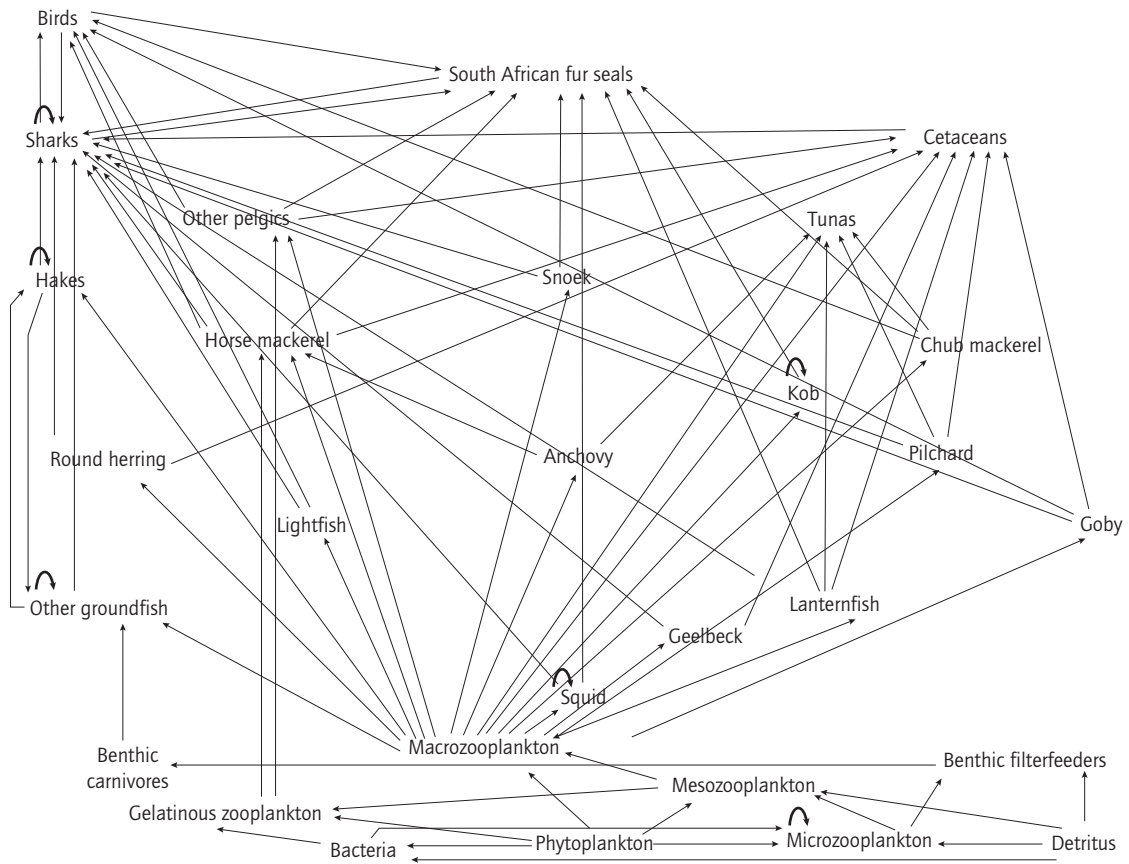 Birds
South African fur seals
Sharks
Cetaceans
Other pelgics
Tunas
Hakes
Snoek
Horse mackerel
Chub mackerel
Kob
Round herring
Anchovy
Pilchard
Lightfish
Goby
Other groundfish
Lanternfish
Geelbeck
Squid
Macrozooplankton
Benthic
carnivores
Benthic filterfeeders
Mesozooplankton
Gelatinous zooplankton
Bacteria
Phytoplankton
Microzooplankton
Detritus